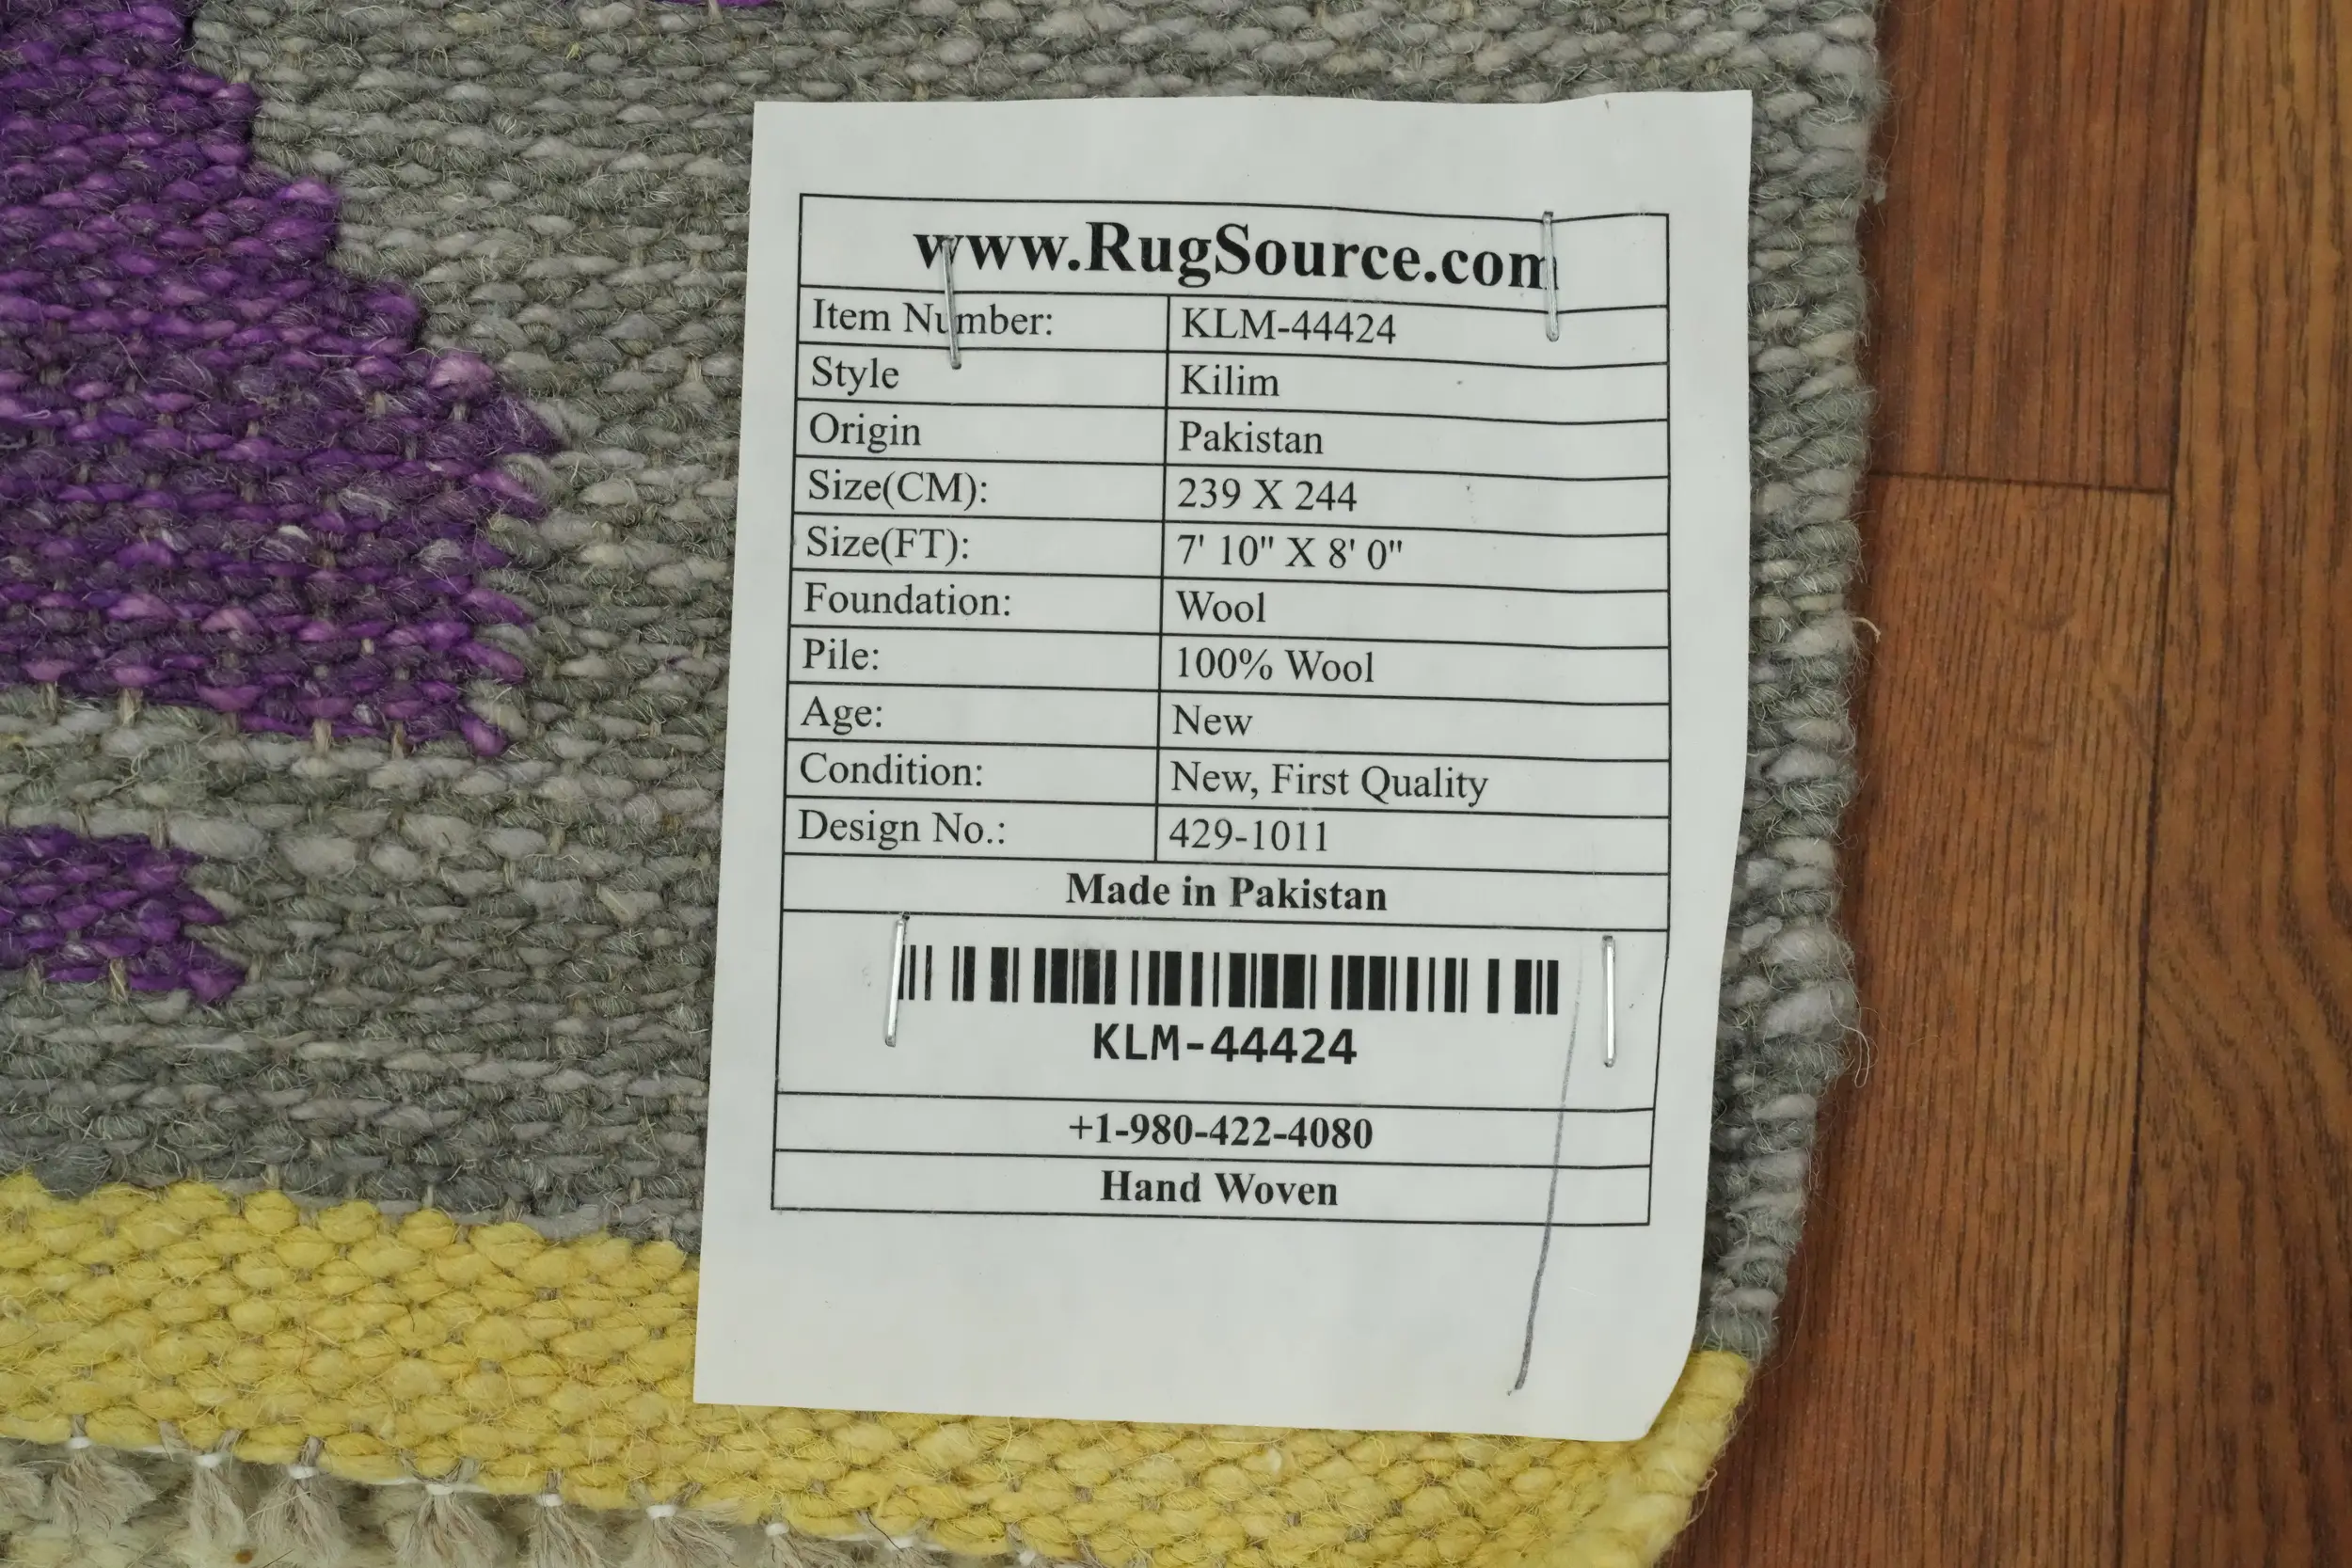 www.RugSource.com
Item Number: KLM-44424
Style Kilim
Origin Pakistan
Size(CM): 239 X 244
Size(FT): 7' 10" X 8' 0"
Foundation: Wool
Pile: 100% Wool
Age: New
Condition: New, First Quality
Design No.: 429-1011
Made in Pakistan
KLM-44424
+1-980-422-4080
Hand Woven